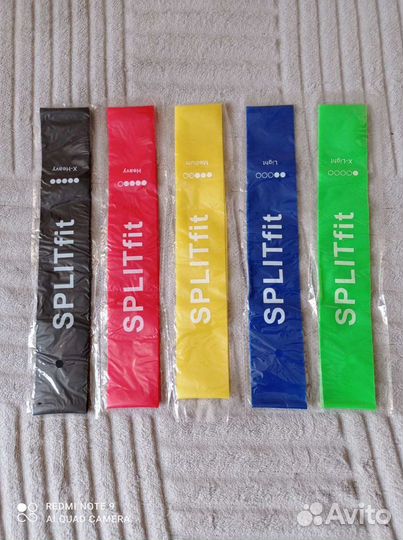 X-Heavy
SPLITfit
Heavy
SPLITfit
Medium
SPLITfit
Light
SPLITfit
X-Light
SPLITfit
REDMI NOTE 9
AI QUAD CAMERA
Avito